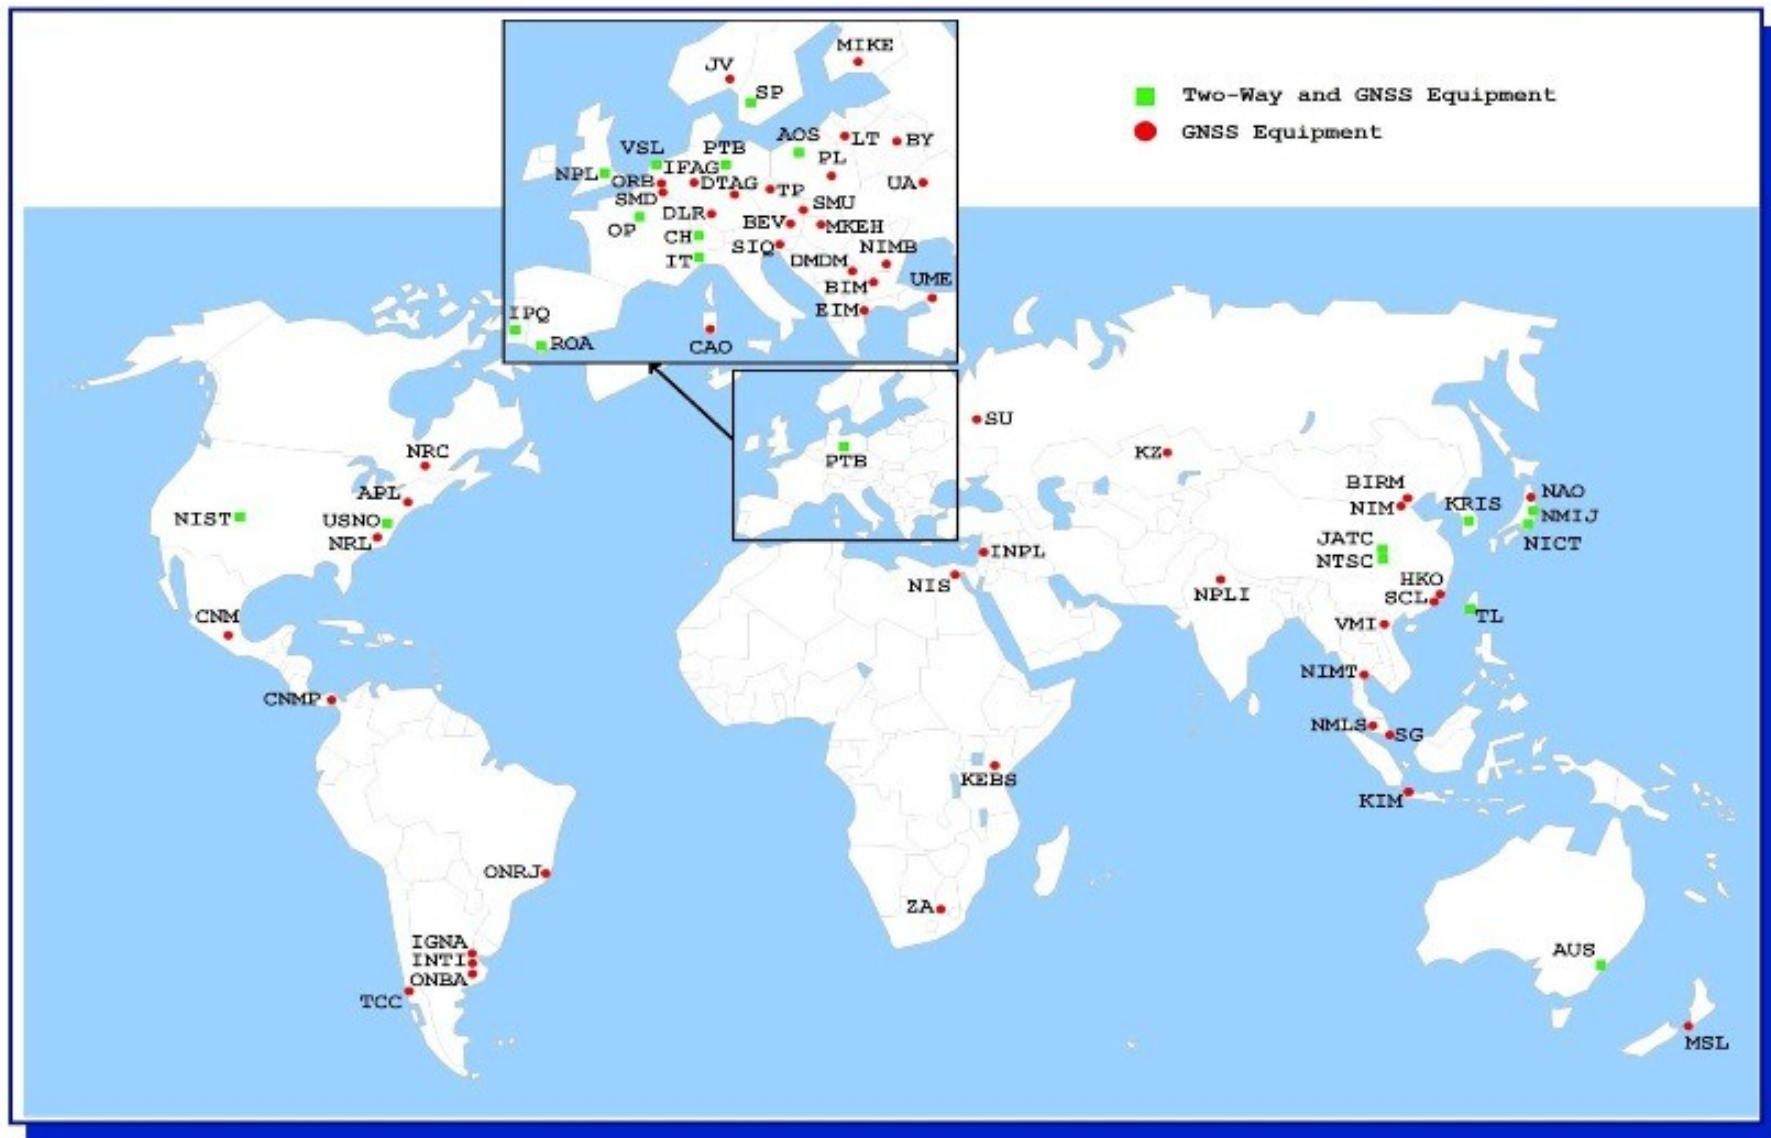 MIKE
JV
SP
Two-Way and GNSS Equipment
GNSS Equipment
AOS
LT
BY
VSL
PTB
PL
NPL
IFAG
ORB
DTAG
TP
UA
SMD
DLR
SMU
OP
BEV
MKEH
CH
SIQ
NIMB
IT
DMDM
BIM
UME
EIM
IPQ
ROA
CAO
SU
NRC
KZ
PTB
APL
BIRM
NIM
KRIS
NAO
NMIJ
NIST
USNO
NRL
JATC
NICT
INPL
NTSC
NIS
NPLI
HKO
SCL
CNM
VMI
TL
NIMT
CNMP
NMLS
SG
KEBS
KIM
ONRJ
ZA
IGNA
INTI
ONBA
AUS
TCC
MSL